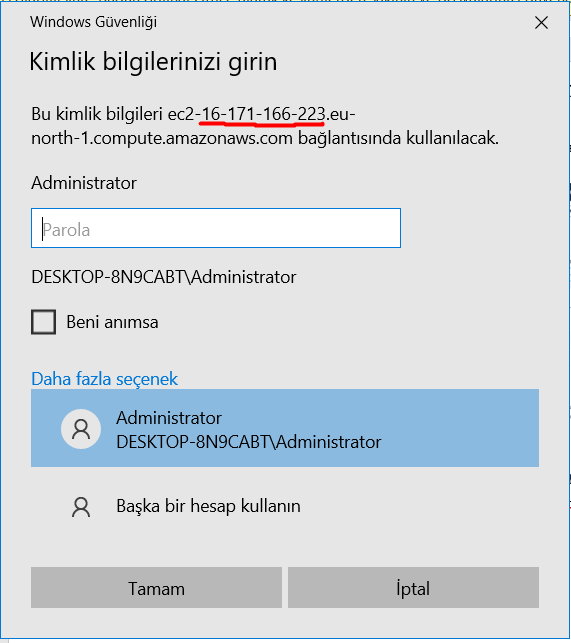 Windows Güvenliği
Kimlik bilgilerinizi girin
Bu kimlik bilgileri ec2-16-171-166-223.eu-
north-1.compute.amazonaws.com bağlantısında kullanılacak.
Administrator
Parola
DESKTOP-8N9CABT\Administrator
Beni anımsa
Daha fazla seçenek
Administrator
DESKTOP-8N9CABT\Administrator
Başka bir hesap kullanın
Tamam
İptal